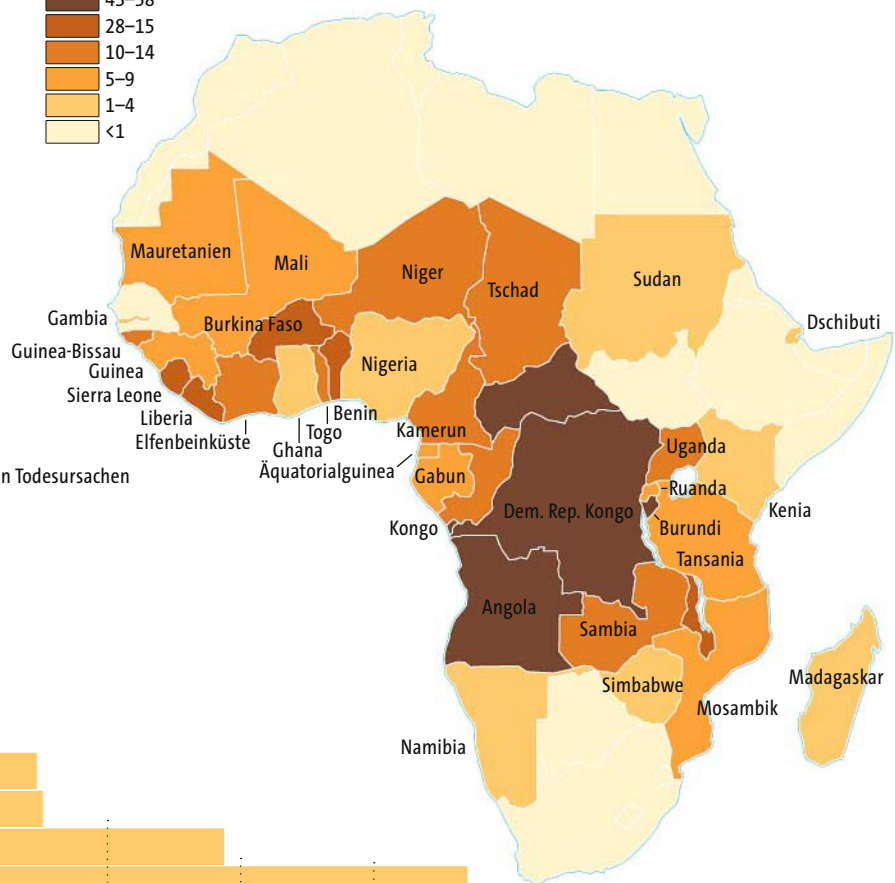 28–15
10–14
5–9
1–4
<1
Mauretanien
Mali
Niger
Tschad
Sudan
Gambia
Burkina Faso
Dschibuti
Guinea-Bissau
Guinea
Nigeria
Sierra Leone
Liberia
Benin
Elfenbeinküste
Togo
Kamerun
Ghana
Uganda
Äquatorialguinea
Gabun
n Todesursachen
Ruanda
Kenia
Kongo
Dem. Rep. Kongo
Burundi
Tansania
Angola
Sambia
Simbabwe
Madagaskar
Mosambik
Namibia